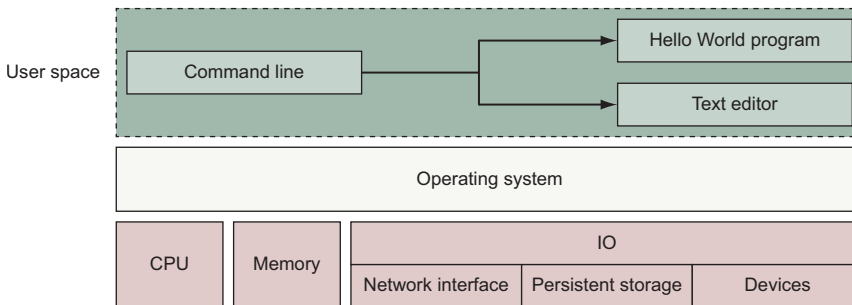 Hello World program
User space
Command line
Text editor
Operating system
IO
CPU
Memory
Network interface
Persistent storage
Devices